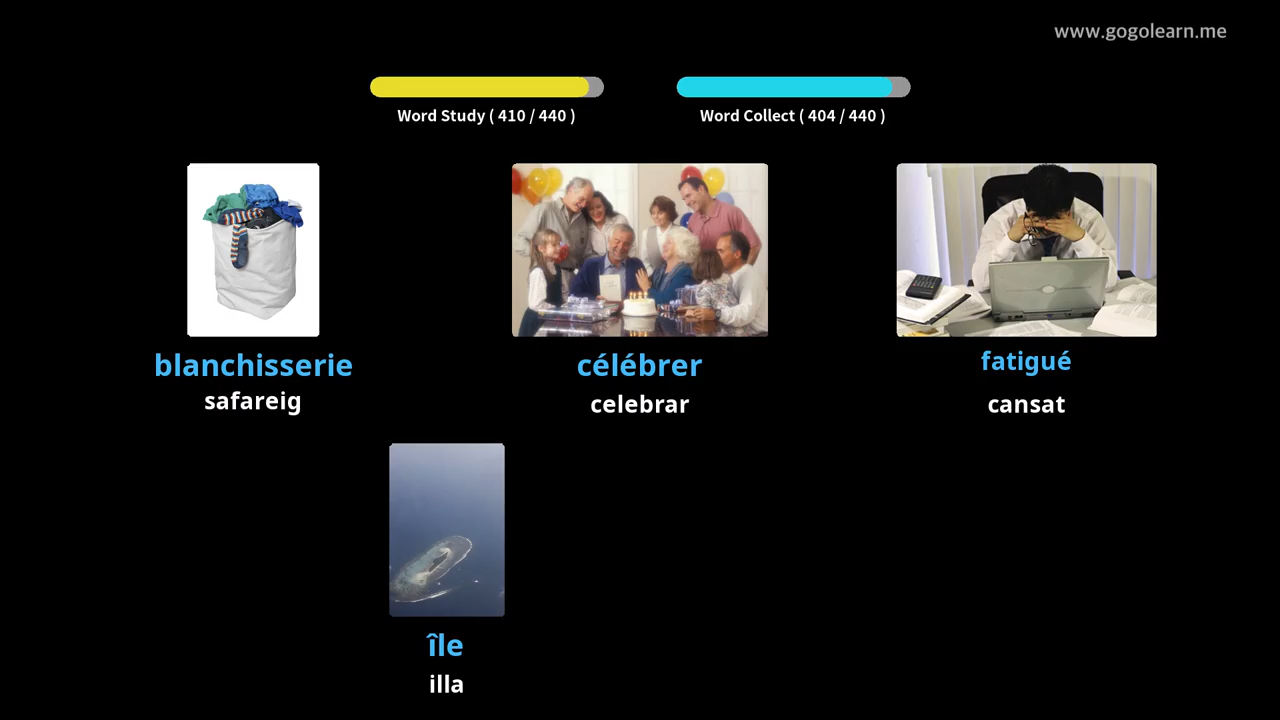 www.gogolearn.me
Word Study ( 410 / 440 )
Word Collect ( 404 / 440 )
blanchisserie
safareig
célébrer
celebrar
fatigué
cansat
île
illa